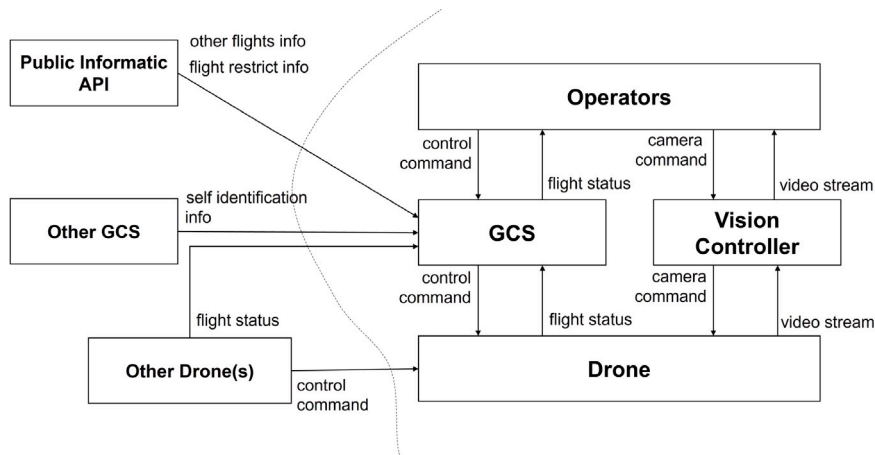 other flights info
Public Informatic
API
flight restrict info
Operators
control
command
flight status
camera
command
video stream
self identification
info
Other GCS
GCS
Vision
Controller
control
command
flight status
camera
command
video stream
flight status
Other Drone(s)
control
command
Drone